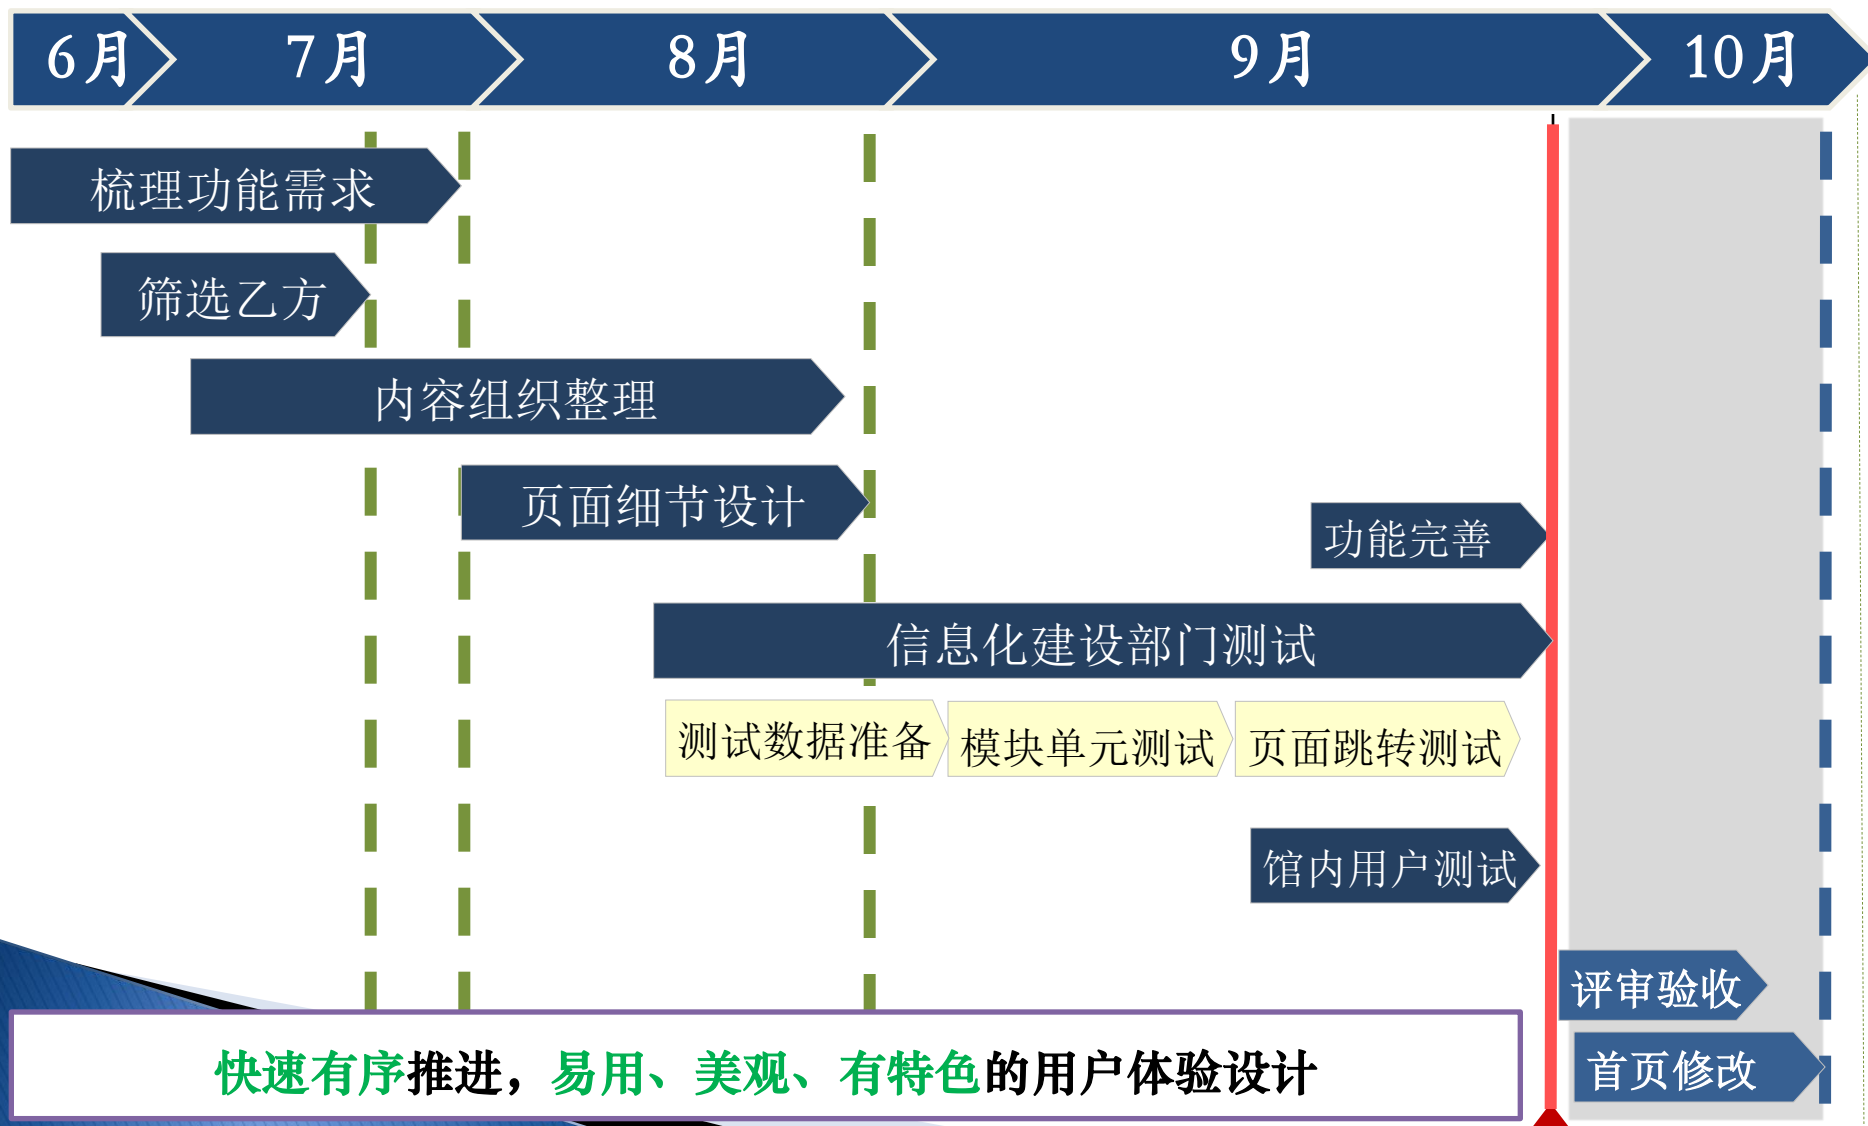 6月 7月 8月 9月 10月
梳理功能需求
筛选乙方
内容组织整理
页面细节设计
功能完善
信息化建设部门测试
测试数据准备 模块单元测试 页面跳转测试
馆内用户测试
评审验收
首页修改
快速有序推进，易用、美观、有特色的用户体验设计